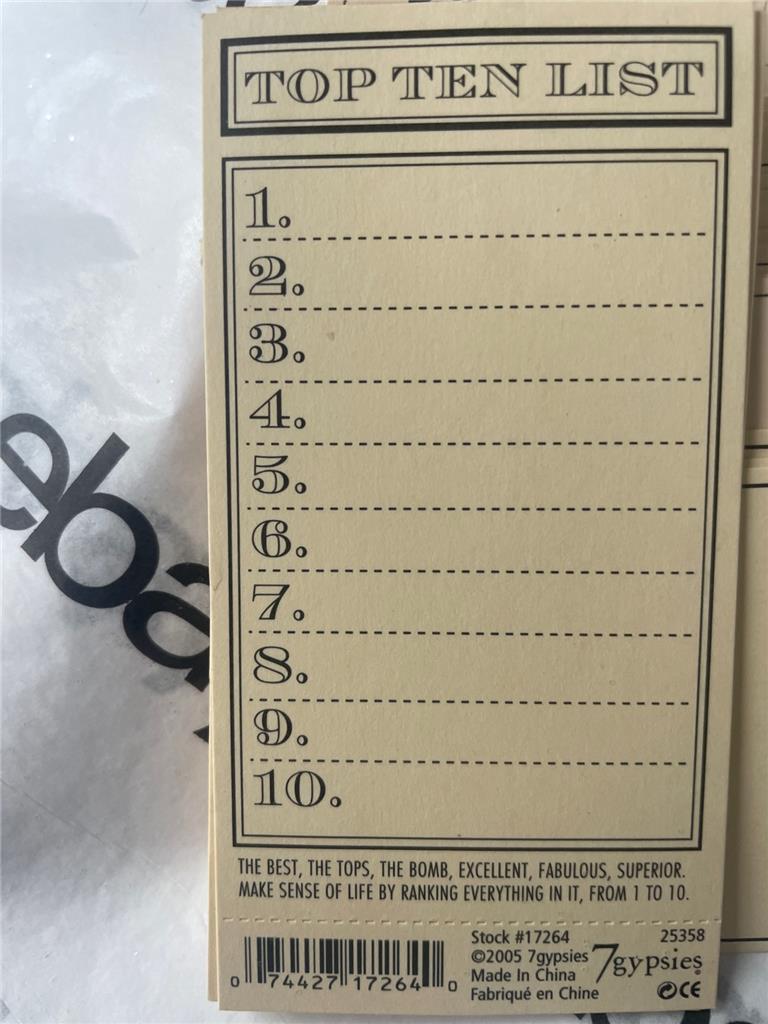 TOP TEN LIST
1.
2.
3.
4.
5.
6.
7.
8.
9.
10.
THE BEST, THE TOPS, THE BOMB, EXCELLENT, FABULOUS, SUPERIOR.
MAKE SENSE OF LIFE BY RANKING EVERYTHING IN IT, FROM 1 TO 10.
Stock #17264
©2005 7gypsies
Made In China
Fabriqué en Chine
25358
7gypsies
CE
0 74427 17264 0
eba